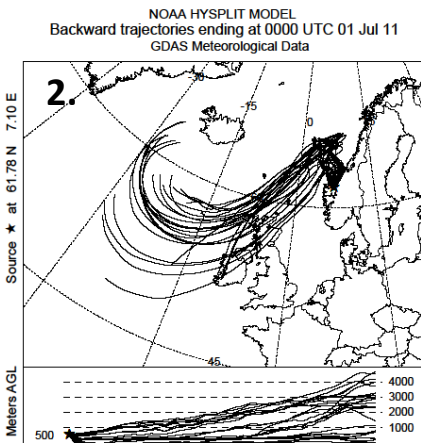 NOAA HYSPLIT MODEL
Backward trajectories ending at 0000 UTC 01 Jul 11
GDAS Meteorological Data
2.
-30
-15
0
-45
Source ★ at 61.78 N 7.10 E
Meters AGL
500
4000
3000
2000
1000